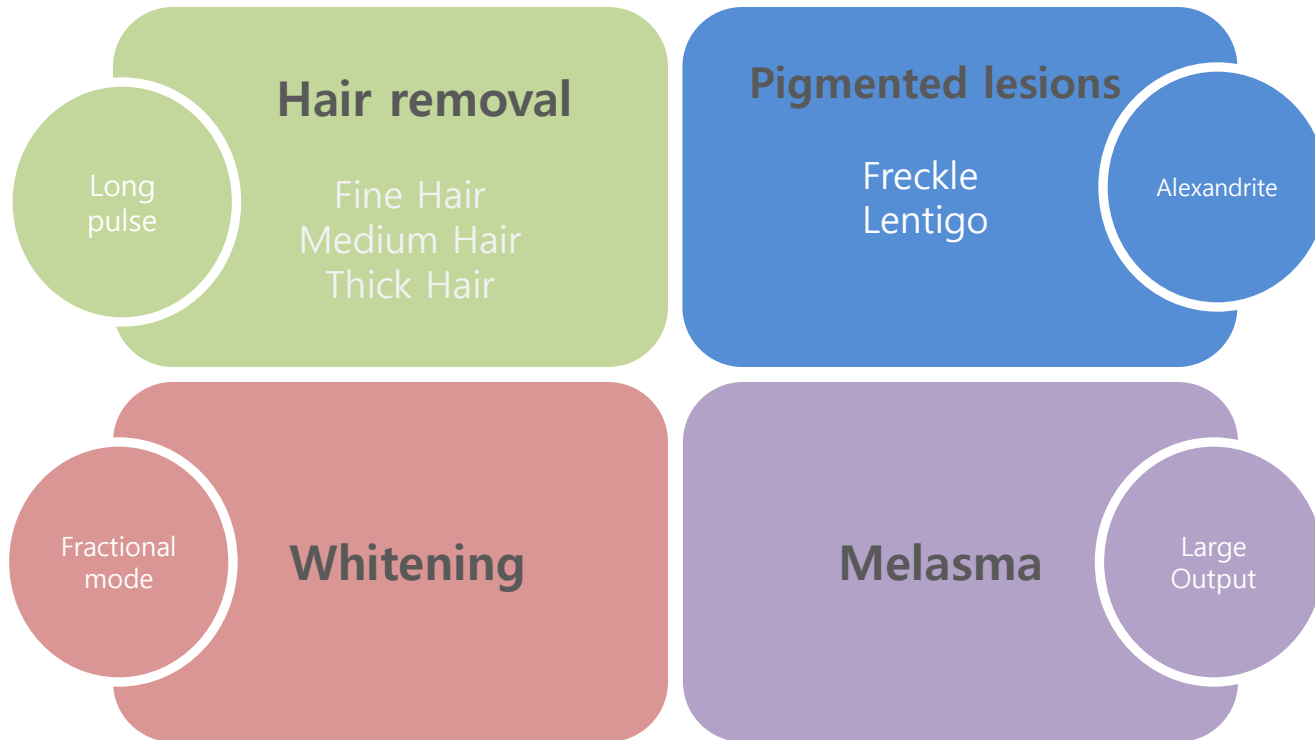 Hair removal
Long
pulse
Fine Hair
Medium Hair
Thick Hair
Pigmented lesions
Freckle
Lentigo
Alexandrite
Fractional
mode
Whitening
Melasma
Large
Output